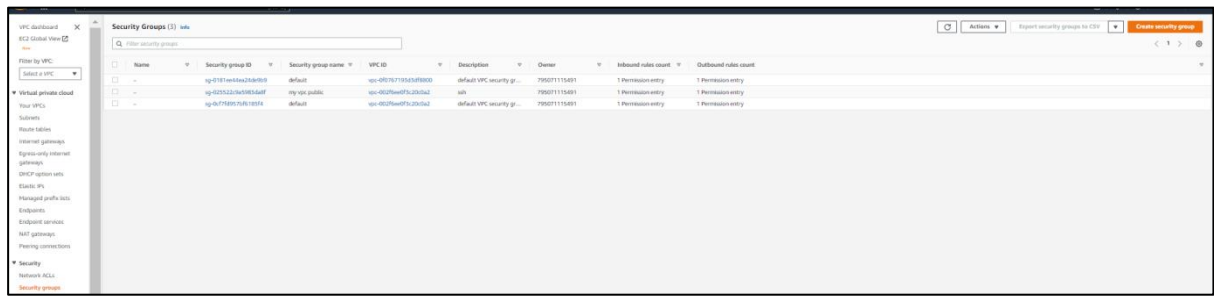 VPC dashboard
EC2 Global View
New
Filter by VPC:
Select a VPC
Virtual private cloud
Your VPCs
Subnets
Route tables
Internet gateways
Egress-only internet
gateways
DHCP option sets
Elastic IPs
Managed prefix lists
Endpoints
Endpoint services
NAT gateways
Peering connections
Security
Network ACLs
Security groups
Security Groups (3) Info
Actions Export security groups to CSV Create security group
Filter security groups
1
Name Security group ID Security group name VPC ID Description Owner Inbound rules count Outbound rules count
– default default VPC security gr... 795071115491 1 Permission entry 1 Permission entry
– my vpc public ssh 795071115491 1 Permission entry 1 Permission entry
– default default VPC security gr... 795071115491 1 Permission entry 1 Permission entry